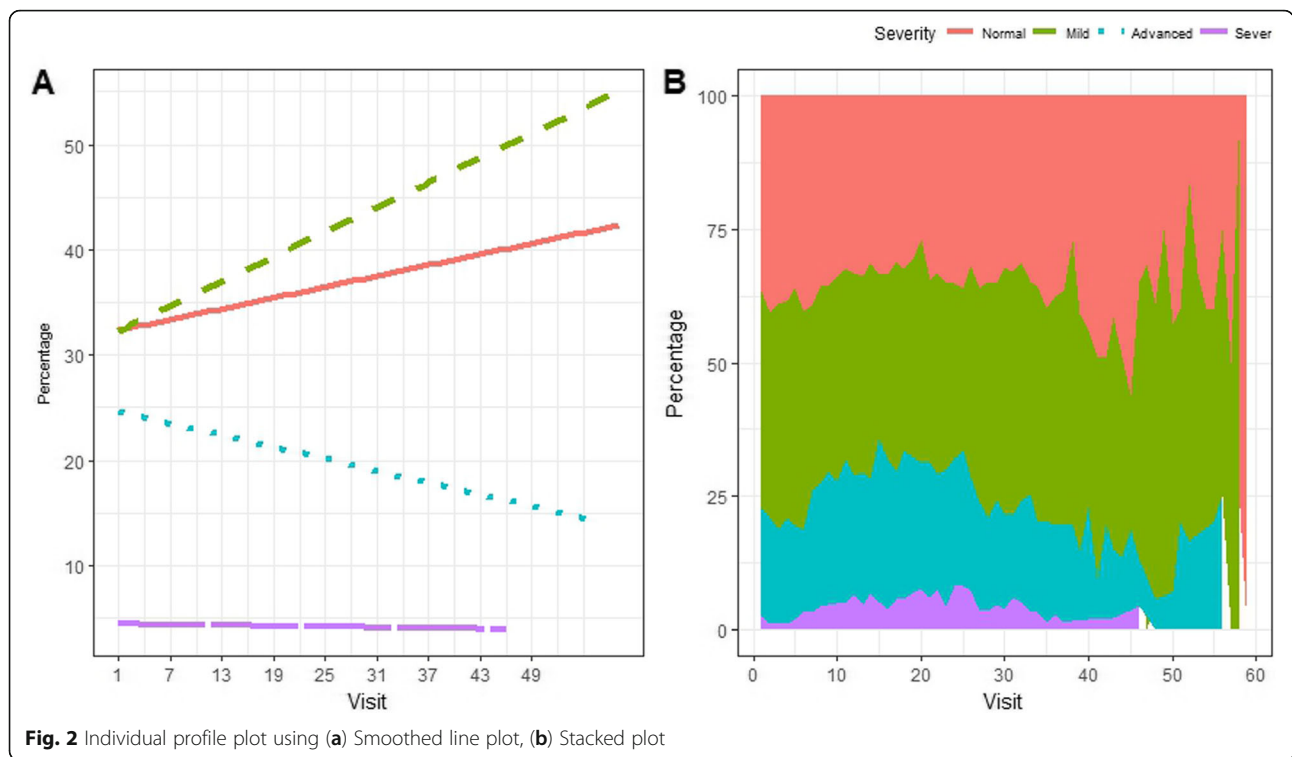 Severity Normal Mild Advanced Sever
A
B
Percentage
50
40
30
20
10
1 7 13 19 25 31 37 43 49
Visit
Percentage
100
75
50
25
0
0 10 20 30 40 50 60
Visit
Fig. 2 Individual profile plot using (a) Smoothed line plot, (b) Stacked plot